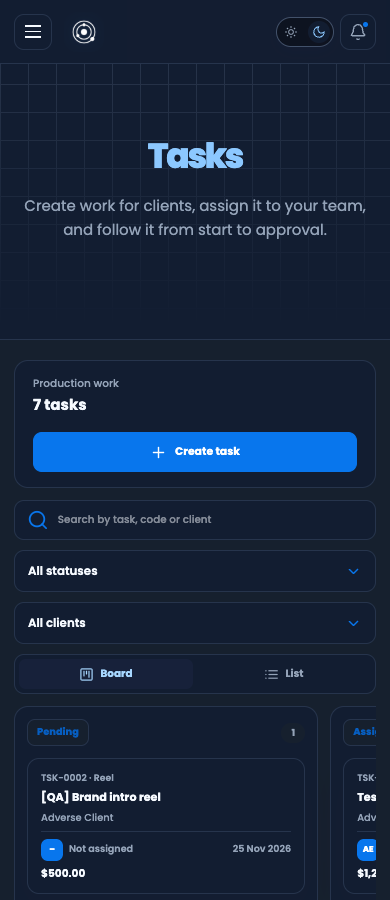 Tasks
Create work for clients, assign it to your team,
and follow it from start to approval.
Production work
7 tasks
Create task
Search by task, code or client
All statuses
All clients
Board
List
Pending
1
TSK-0002 · Reel
[QA] Brand intro reel
Adverse Client
– Not assigned
25 Nov 2026
$500.00
AE